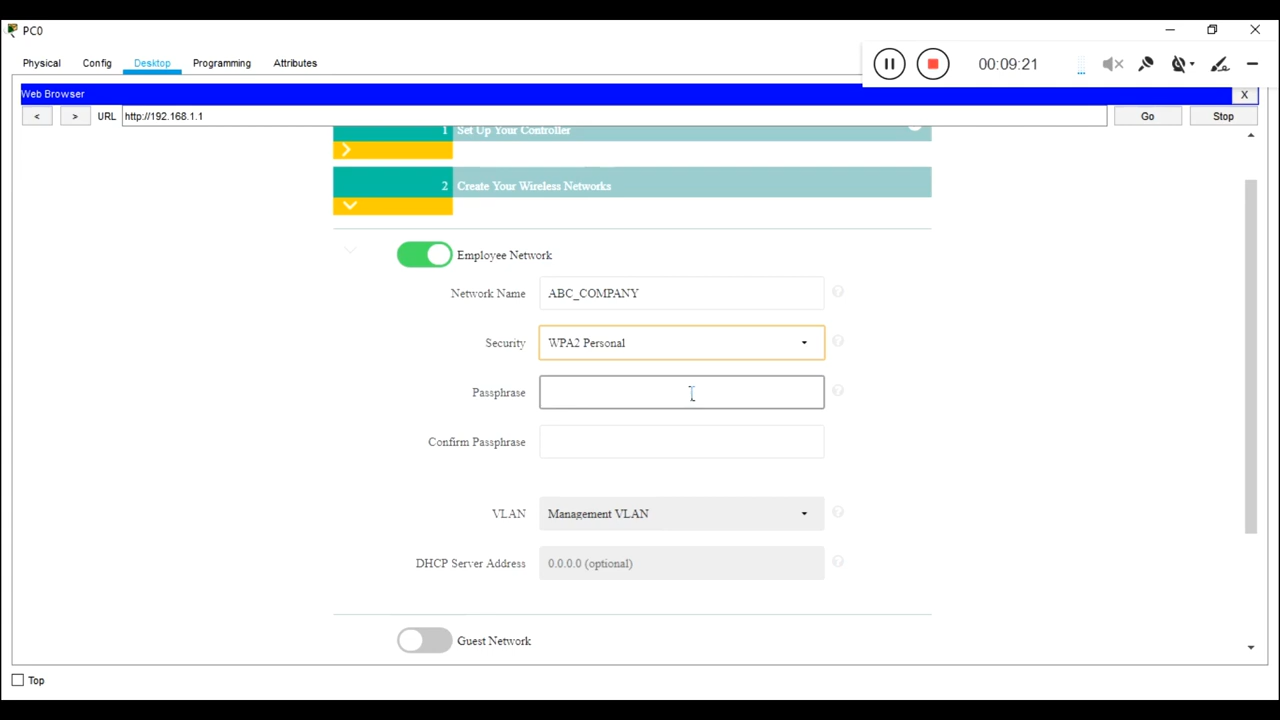 PC0
Physical Config Desktop Programming Attributes
00:09:21
Web Browser X
< > URL http://192.168.1.1 Go Stop
1 Set Up Your Controller
2 Create Your Wireless Networks
Employee Network
Network Name ABC_COMPANY ?
Security WPA2 Personal ?
Passphrase ?
Confirm Passphrase
VLAN Management VLAN ?
DHCP Server Address 0.0.0.0 (optional) ?
Guest Network
Top